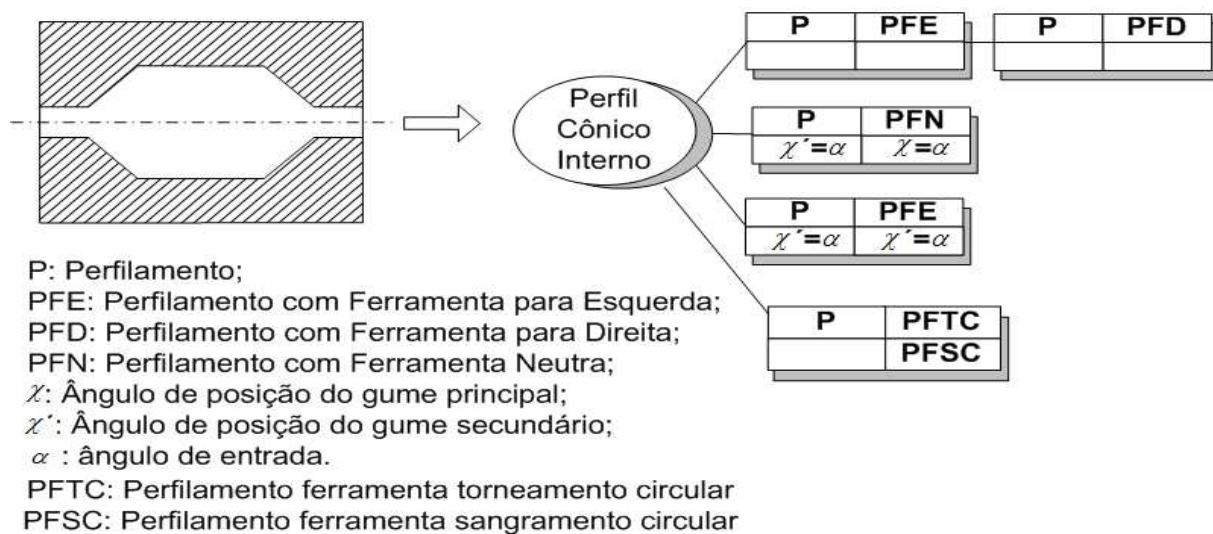 P PFE
P PFD
Perfil
Cônico
Interno
P PFN
χ´=α χ=α
P PFE
χ´=α χ´=α
P PFTC
PFSC
P: Perfilamento;
PFE: Perfilamento com Ferramenta para Esquerda;
PFD: Perfilamento com Ferramenta para Direita;
PFN: Perfilamento com Ferramenta Neutra;
χ: Ângulo de posição do gume principal;
χ´: Ângulo de posição do gume secundário;
α : ângulo de entrada.
PFTC: Perfilamento ferramenta torneamento circular
PFSC: Perfilamento ferramenta sangramento circular